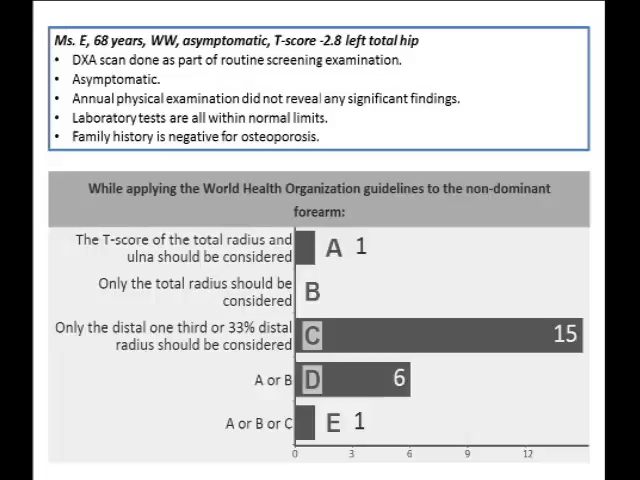 Ms. E, 68 years, WW, asymptomatic, T-score -2.8 left total hip
• DXA scan done as part of routine screening examination.
• Asymptomatic.
• Annual physical examination did not reveal any significant findings.
• Laboratory tests are all within normal limits.
• Family history is negative for osteoporosis.
While applying the World Health Organization guidelines to the non-dominant
forearm:
The T-score of the total radius and
ulna should be considered
A 1
Only the total radius should be
considered
B
Only the distal one third or 33% distal
radius should be considered
C 15
A or B D 6
A or B or C E 1
0 3 6 9 12